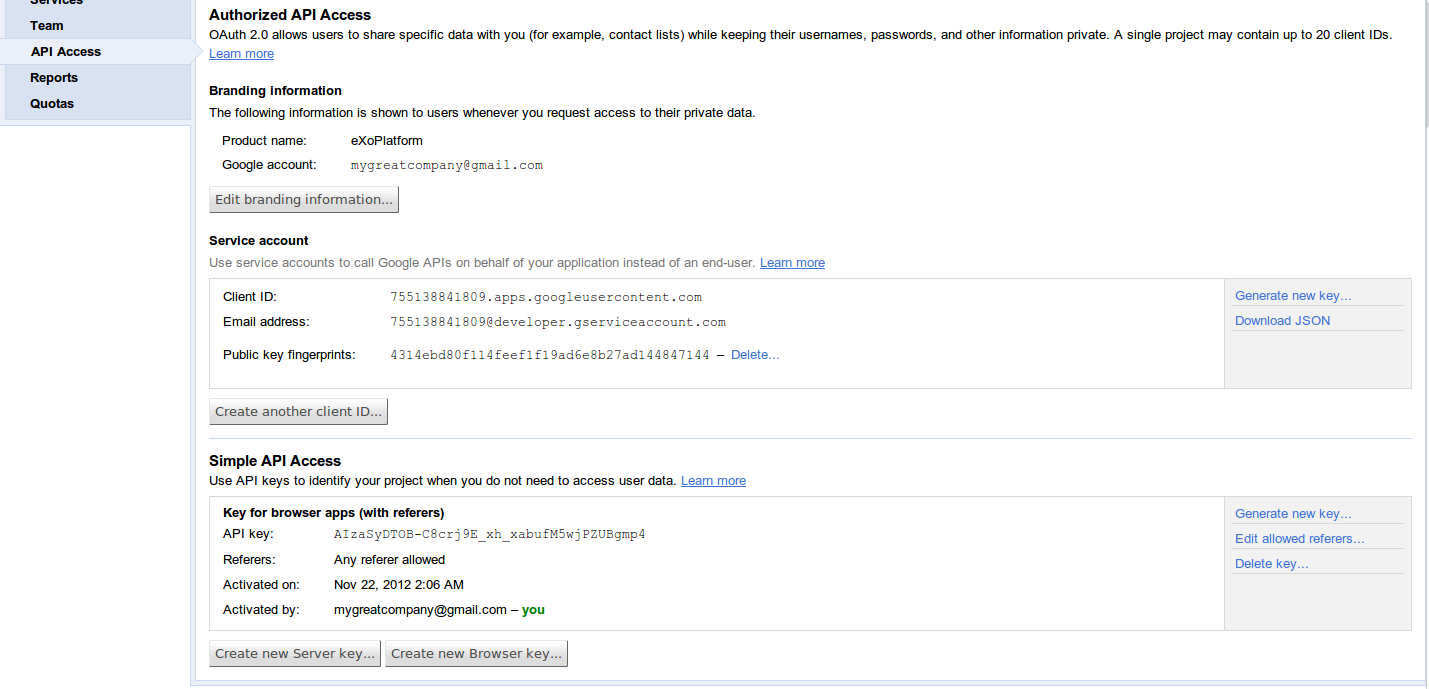 Services
Team
API Access
Reports
Quotas
Authorized API Access
OAuth 2.0 allows users to share specific data with you (for example, contact lists) while keeping their usernames, passwords, and other information private. A single project may contain up to 20 client IDs.
Learn more
Branding information
The following information is shown to users whenever you request access to their private data.
Product name: eXoPlatform
Google account: mygreatcompany@gmail.com
Edit branding information...
Service account
Use service accounts to call Google APIs on behalf of your application instead of an end-user. Learn more
Client ID: 755138841809.apps.googleusercontent.com
Email address: 755138841809@developer.gserviceaccount.com
Public key fingerprints: 4314ebd80f114feef1f19ad6e8b27ad144847144 – Delete...
Generate new key...
Download JSON
Create another client ID...
Simple API Access
Use API keys to identify your project when you do not need to access user data. Learn more
Key for browser apps (with referers)
API key: AIzaSyDTOB-C8crj9E_xh_xabufM5wjPZUBgmp4
Referers: Any referer allowed
Activated on: Nov 22, 2012 2:06 AM
Activated by: mygreatcompany@gmail.com – you
Generate new key...
Edit allowed referers...
Delete key...
Create new Server key... Create new Browser key...